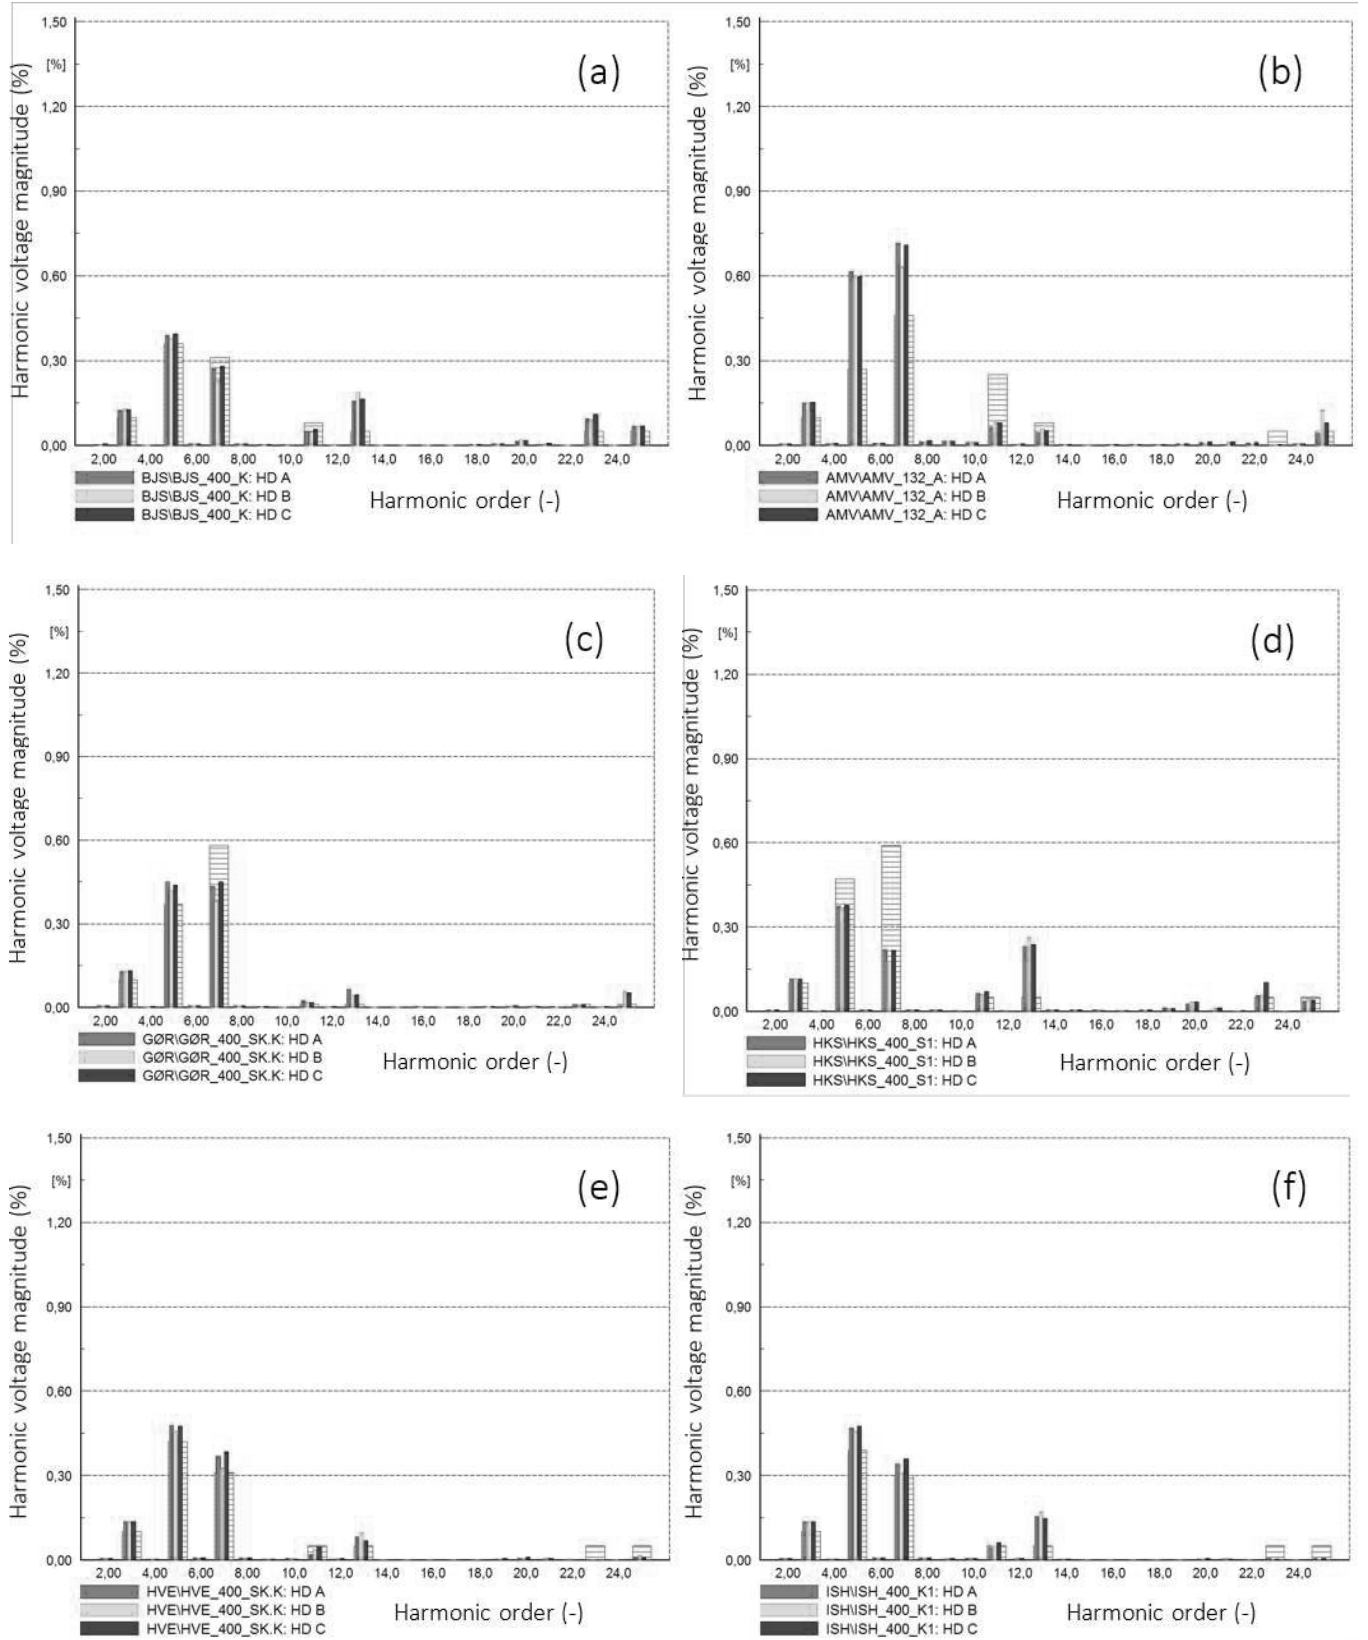 1,50
[%]
1,20
0,90
0,60
0,30
0,00
Harmonic voltage magnitude (%)
(a)
2,00 4,00 6,00 8,00 10,0 12,0 14,0 16,0 18,0 20,0 22,0 24,0
BJS\BJS_400_K: HD A
BJS\BJS_400_K: HD B
BJS\BJS_400_K: HD C
Harmonic order (-)
1,50
[%]
1,20
0,90
0,60
0,30
0,00
Harmonic voltage magnitude (%)
(b)
2,00 4,00 6,00 8,00 10,0 12,0 14,0 16,0 18,0 20,0 22,0 24,0
AMV\AMV_132_A: HD A
AMV\AMV_132_A: HD B
AMV\AMV_132_A: HD C
Harmonic order (-)
1,50
[%]
1,20
0,90
0,60
0,30
0,00
Harmonic voltage magnitude (%)
(c)
2,00 4,00 6,00 8,00 10,0 12,0 14,0 16,0 18,0 20,0 22,0 24,0
GØR\GØR_400_SK.K: HD A
GØR\GØR_400_SK.K: HD B
GØR\GØR_400_SK.K: HD C
Harmonic order (-)
1,50
[%]
1,20
0,90
0,60
0,30
0,00
Harmonic voltage magnitude (%)
(d)
2,00 4,00 6,00 8,00 10,0 12,0 14,0 16,0 18,0 20,0 22,0 24,0
HKS\HKS_400_S1: HD A
HKS\HKS_400_S1: HD B
HKS\HKS_400_S1: HD C
Harmonic order (-)
1,50
[%]
1,20
0,90
0,60
0,30
0,00
Harmonic voltage magnitude (%)
(e)
2,00 4,00 6,00 8,00 10,0 12,0 14,0 16,0 18,0 20,0 22,0 24,0
HVE\HVE_400_SK.K: HD A
HVE\HVE_400_SK.K: HD B
HVE\HVE_400_SK.K: HD C
Harmonic order (-)
1,50
[%]
1,20
0,90
0,60
0,30
0,00
Harmonic voltage magnitude (%)
(f)
2,00 4,00 6,00 8,00 10,0 12,0 14,0 16,0 18,0 20,0 22,0 24,0
ISH\ISH_400_K1: HD A
ISH\ISH_400_K1: HD B
ISH\ISH_400_K1: HD C
Harmonic order (-)